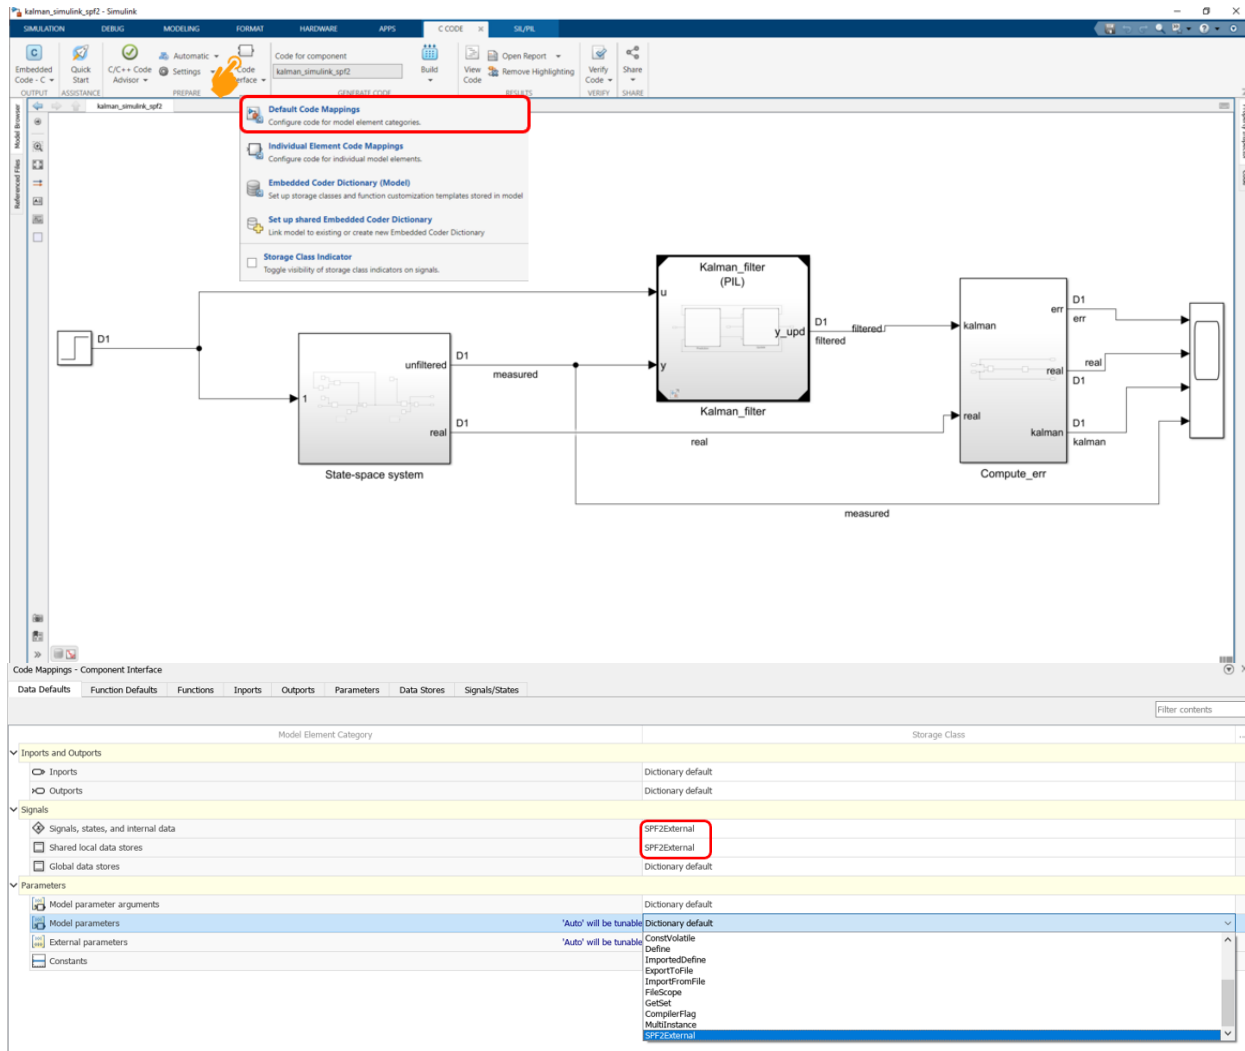 kalman_simulink_spf2 - Simulink
SIMULATION DEBUG MODELING FORMAT HARDWARE APPS C CODE SIL/PIL
Automatic
Code for component
Open Report
Embedded Quick C/C++ Code Settings Code kalman_simulink_spf2 Build View Remove Highlighting Verify Share
Code - C Start Advisor Code Code
OUTPUT ASSISTANCE PREPARE GENERATE CODE RESULTS VERIFY SHARE
kalman_simulink_spf2
Model Browser
Referenced Files
Default Code Mappings
Configure code for model element categories.
Individual Element Code Mappings
Configure code for individual model elements.
Embedded Coder Dictionary (Model)
Set up storage classes and function customization templates stored in model
Set up shared Embedded Coder Dictionary
Link model to existing or create new Embedded Coder Dictionary
Storage Class Indicator
Toggle visibility of storage class indicators on signals.
D1
1
unfiltered
real
State-space system
D1
measured
D1
real
Kalman_filter
(PIL)
u
y
y_upd
Kalman_filter
D1
filtered
filtered
kalman
real
err
real
kalman
Compute_err
D1
err
real
D1
D1
kalman
measured
Code Mappings - Component Interface
Data Defaults Function Defaults Functions Inports Outports Parameters Data Stores Signals/States
Filter contents
Model Element Category Storage Class ...
Inports and Outports
Inports Dictionary default
Outports Dictionary default
Signals
Signals, states, and internal data SPF2External
Shared local data stores SPF2External
Global data stores Dictionary default
Parameters
Model parameter arguments Dictionary default
Model parameters 'Auto' will be tunable Dictionary default
External parameters 'Auto' will be tunable
Constants
ConstVolatile
Define
ImportedDefine
ExportToFile
ImportFromFile
FileScope
GetSet
CompilerFlag
MultiInstance
SPF2External